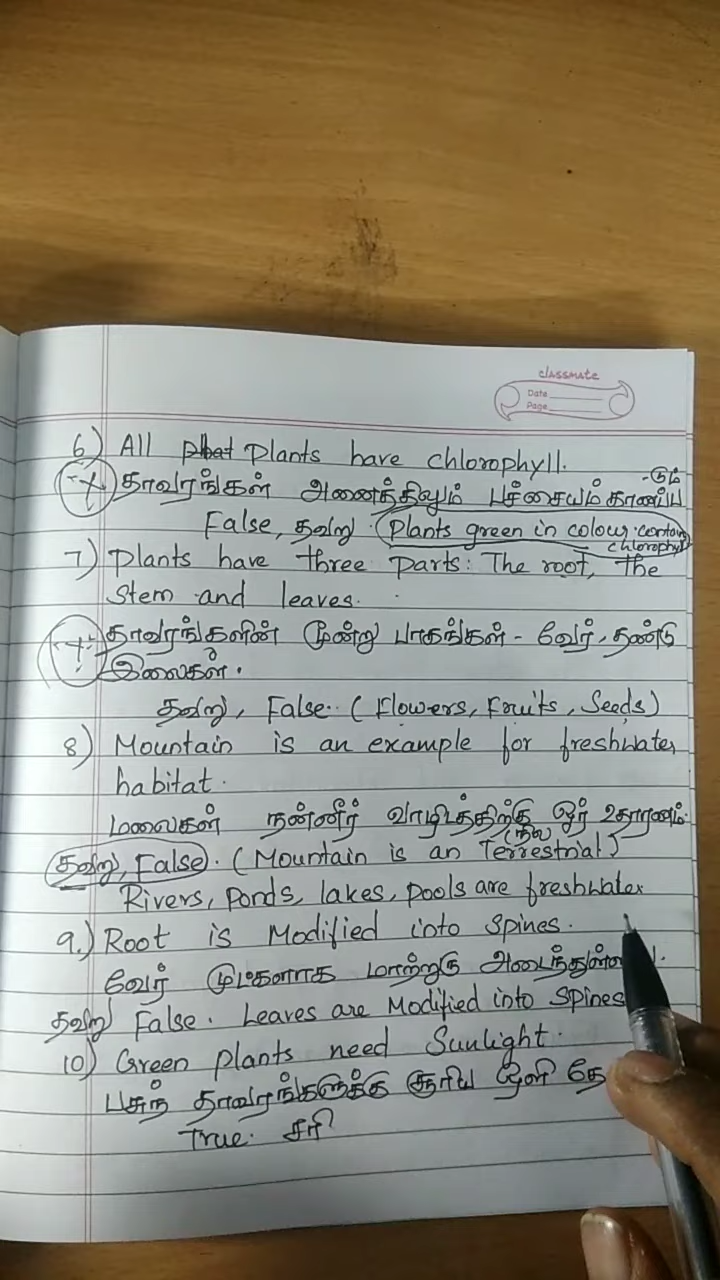 classmate
Date
Page
6) All plants have chlorophyll.
தாவரங்கள் அனைத்திலும் பச்சையம் காணப்ப
டும்
False, தவறு. (Plants green in colour contain
chlorophyll
7) Plants have three parts: The root, the
stem and leaves.
தாவரங்களின் மூன்று பாகங்கள் - வேர், தண்டு
இலைகள்.
தவறு, False. (Flowers, Fruits, Seeds)
8) Mountain is an example for freshwater
habitat.
மலைகள் நன்னீர் வாழிடத்திற்கு ஓர் உதாரணம்.
(நில
தவறு, False. (Mountain is an Terrestrial)
Rivers, Ponds, lakes, pools are freshwater
9.) Root is Modified into Spines.
வேர் முட்களாக மாற்றுரு
தவறு False. Leaves are Modified into Spines
10) Green plants need Sunlight.
பசுந் தாவரங்களுக்கு சூரிய ஒளி தே
True. சரி